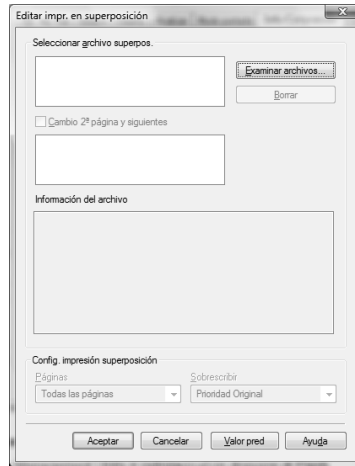 Editar impr. en superposición
Seleccionar archivo superpos.
Examinar archivos...
Borrar
Cambio 2ª página y siguientes
Información del archivo
Config. impresión superposición
Páginas
Sobrescribir
Todas las páginas
Prioridad Original
Aceptar
Cancelar
Valor pred
Ayuda